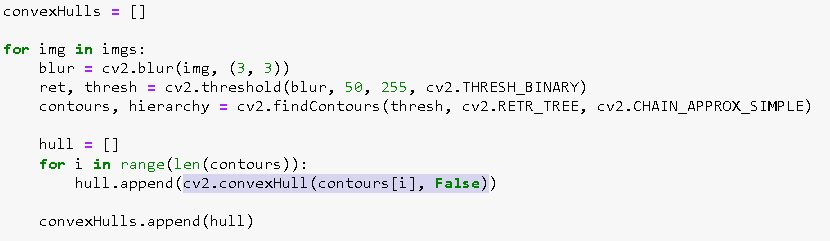 convexHulls = []

for img in imgs:
    blur = cv2.blur(img, (3, 3))
    ret, thresh = cv2.threshold(blur, 50, 255, cv2.THRESH_BINARY)
    contours, hierarchy = cv2.findContours(thresh, cv2.RETR_TREE, cv2.CHAIN_APPROX_SIMPLE)

    hull = []
    for i in range(len(contours)):
        hull.append(cv2.convexHull(contours[i], False))

    convexHulls.append(hull)